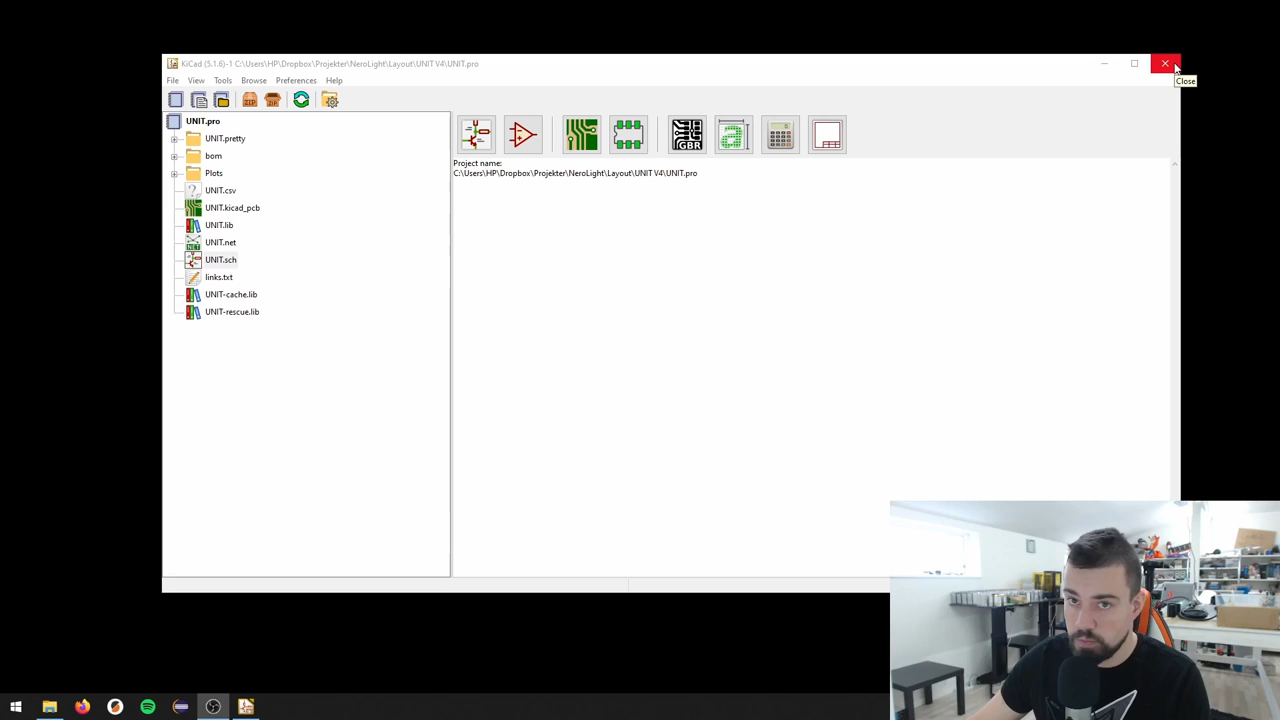 KiCad (5.1.6)-1 C:\Users\HP\Dropbox\Projekter\NeroLight\Layout\UNIT V4\UNIT.pro
Close
File View Tools Browse Preferences Help
ZIP ZIP
UNIT.pro
UNIT.pretty
bom
Plots
UNIT.csv
UNIT.kicad_pcb
UNIT.lib
NET UNIT.net
UNIT.sch
links.txt
UNIT-cache.lib
UNIT-rescue.lib
GBR a
Project name:
C:\Users\HP\Dropbox\Projekter\NeroLight\Layout\UNIT V4\UNIT.pro